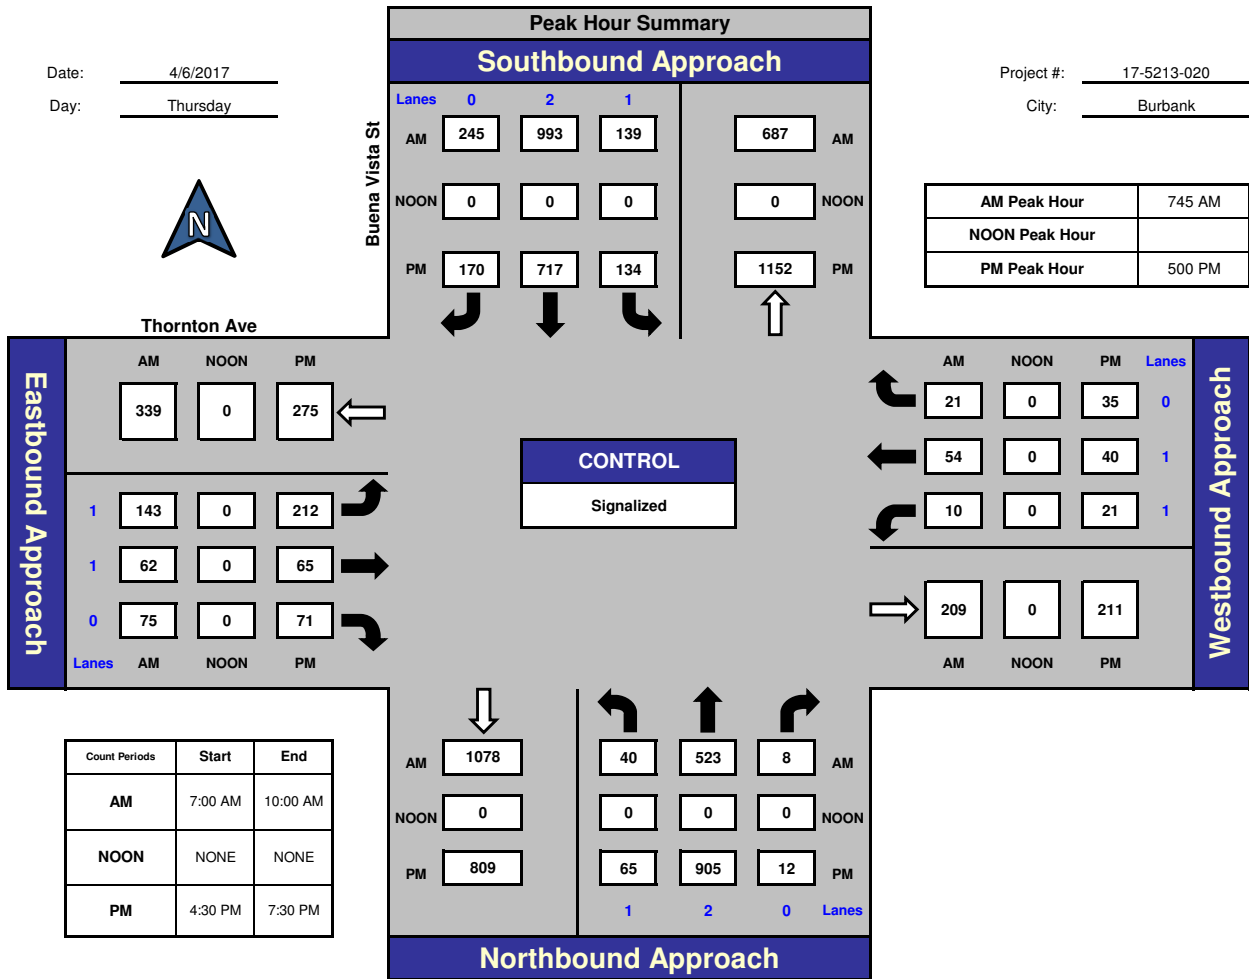 Peak Hour Summary
Southbound Approach
Date: 4/6/2017
Day: Thursday
Project #: 17-5213-020
City: Burbank
N
Buena Vista St
Lanes 0 2 1
AM 245 993 139 687 AM
NOON 0 0 0 0 NOON
PM 170 717 134 1152 PM
AM Peak Hour 745 AM
NOON Peak Hour
PM Peak Hour 500 PM
Thornton Ave
Eastbound Approach
AM NOON PM
339 0 275
1 143 0 212
1 62 0 65
0 75 0 71
Lanes AM NOON PM
CONTROL
Signalized
AM NOON PM Lanes
21 0 35 0
54 0 40 1
10 0 21 1
209 0 211
AM NOON PM
Westbound Approach
Count Periods Start End
AM 7:00 AM 10:00 AM
NOON NONE NONE
PM 4:30 PM 7:30 PM
AM 1078 40 523 8 AM
NOON 0 0 0 0 NOON
PM 809 65 905 12 PM
1 2 0 Lanes
Northbound Approach